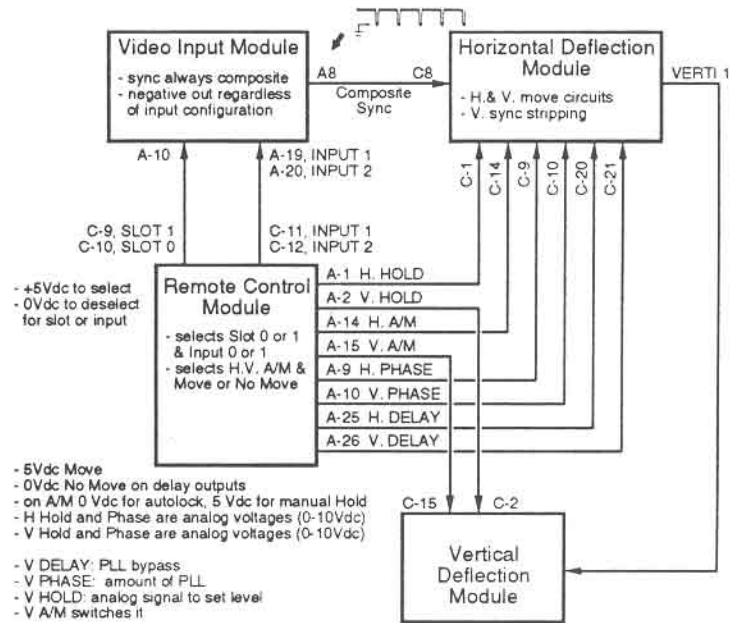 Video Input Module
- sync always composite
- negative out regardless
of input configuration
A8
C8
Composite
Sync
Horizontal Deflection
Module
- H.& V. move circuits
- V. sync stripping
VERTI 1
A-10
A-19, INPUT 1
A-20, INPUT 2
C-1
C-14
C-9
C-10
C-20
C-21
C-9, SLOT 1
C-10, SLOT 0
C-11, INPUT 1
C-12, INPUT 2
- +5Vdc to select
- 0Vdc to deselect
for slot or input
Remote Control
Module
- selects Slot 0 or 1
& Input 0 or 1
- selects H.V. A/M &
Move or No Move
A-1 H. HOLD
A-2 V. HOLD
A-14 H. A/M
A-15 V. A/M
A-9 H. PHASE
A-10 V. PHASE
A-25 H. DELAY
A-26 V. DELAY
- 5Vdc Move
- 0Vdc No Move on delay outputs
- on A/M 0 Vdc for autolock, 5 Vdc for manual Hold
- H Hold and Phase are analog voltages (0-10Vdc)
- V Hold and Phase are analog voltages (0-10Vdc)
- V DELAY: PLL bypass
- V PHASE: amount of PLL
- V HOLD: analog signal to set level
- V A/M switches it
C-15
C-2
Vertical
Deflection
Module